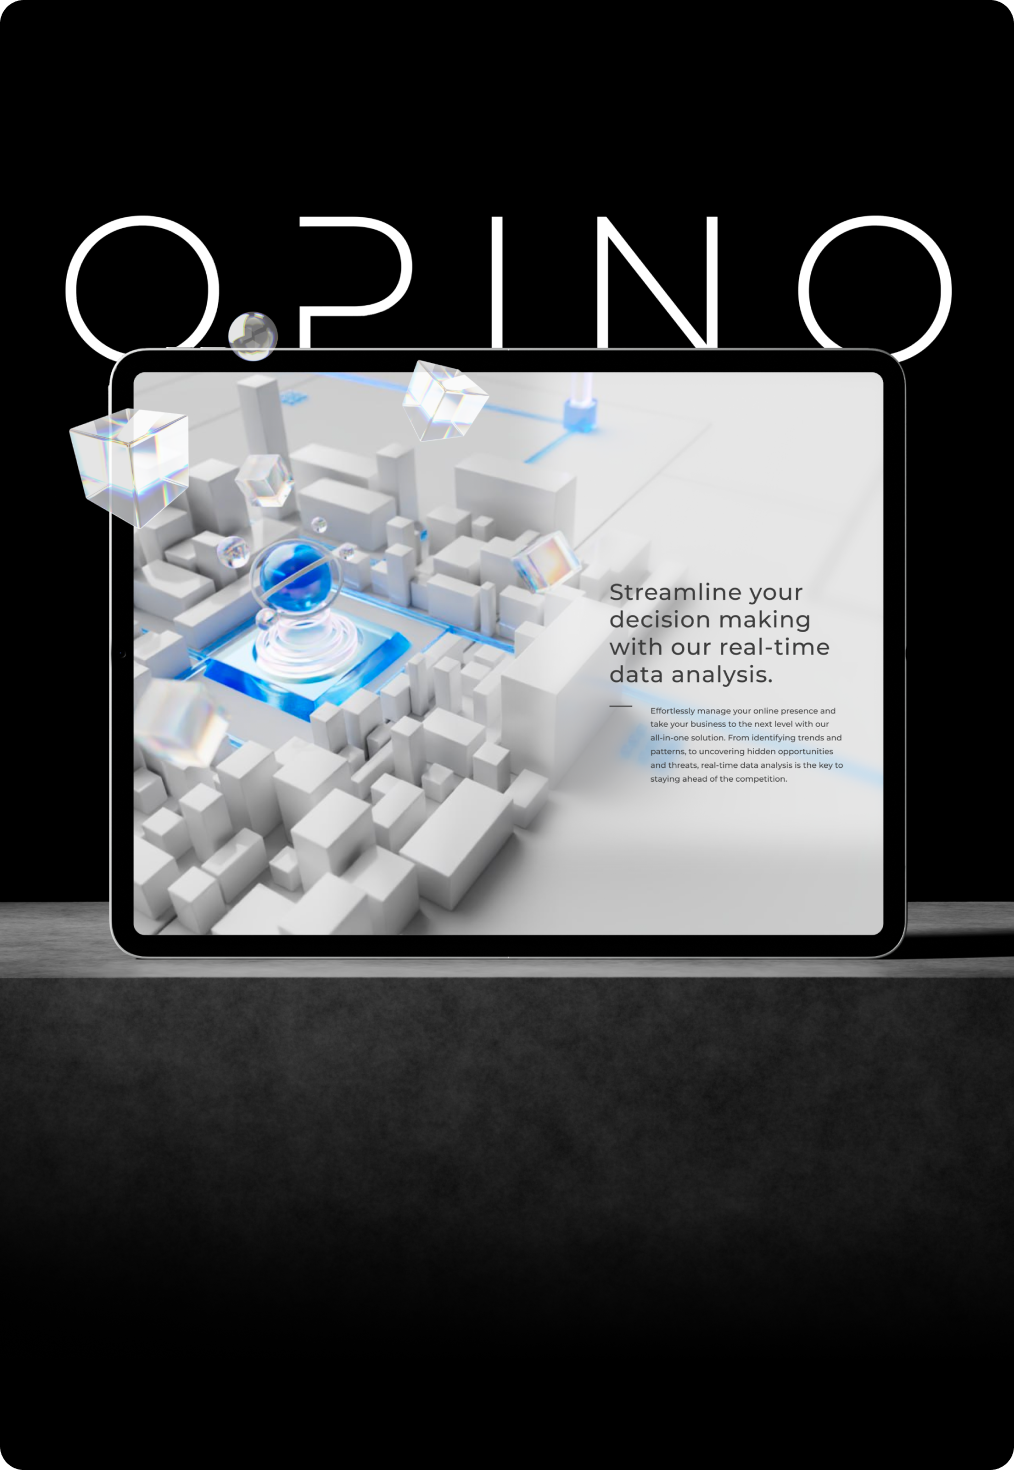 OPINO
Streamline your
decision making
with our real-time
data analysis.
Effortlessly manage your online presence and
take your business to the next level with our
all-in-one solution. From identifying trends and
patterns, to uncovering hidden opportunities
and threats, real-time data analysis is the key to
staying ahead of the competition.